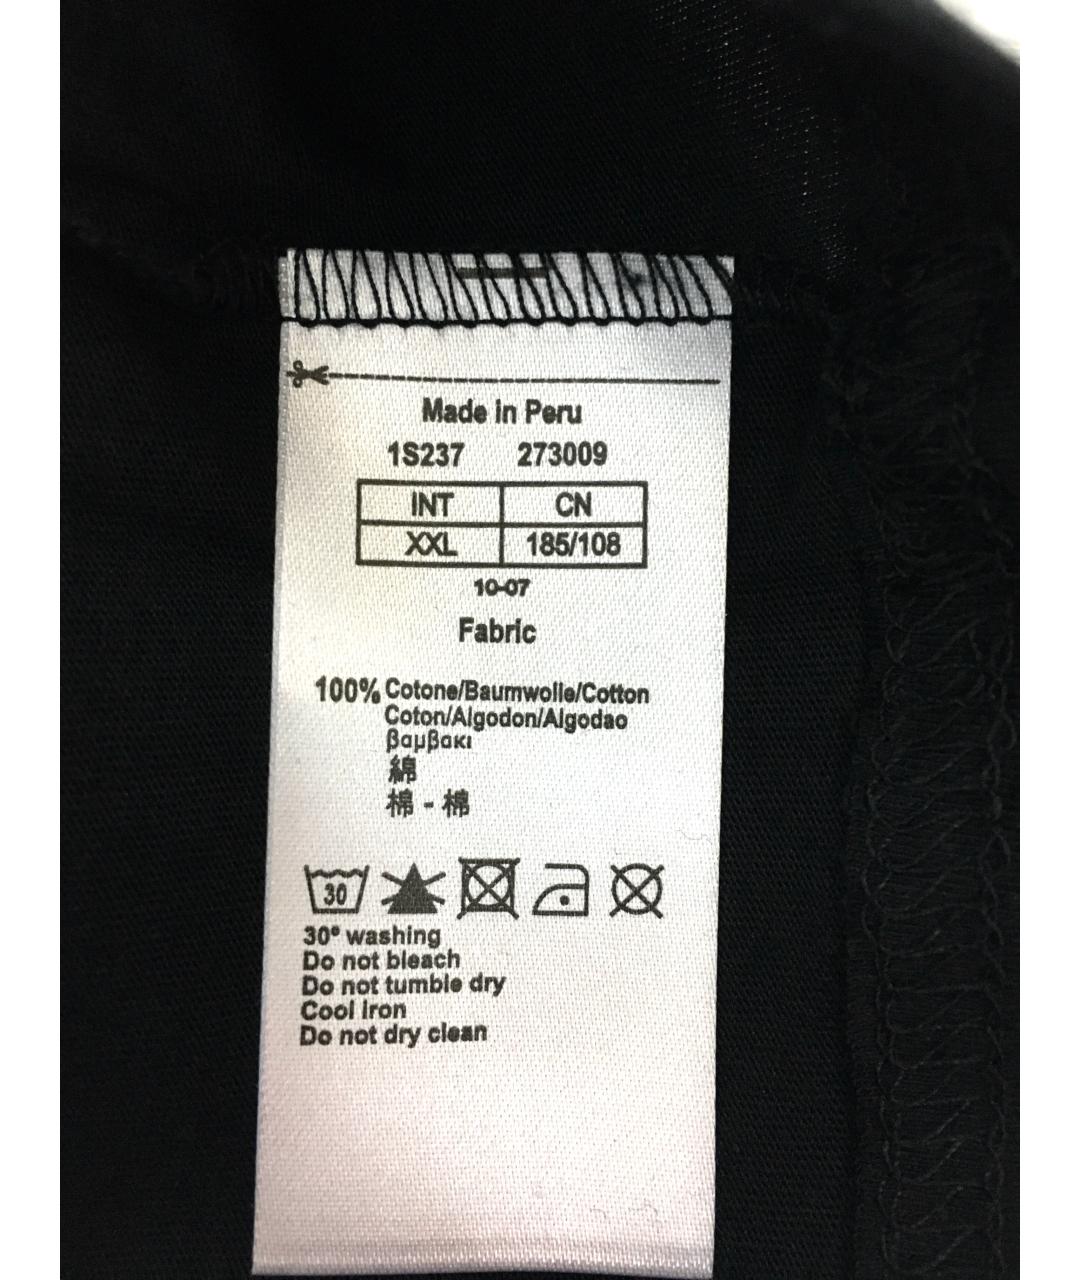 Made in Peru
1S237 273009
INT CN
XXL 185/108
10-07
Fabric
100% Cotone/Baumwolle/Cotton
Coton/Algodon/Algodao
βαμβακι
綿
棉 - 棉
30
30° washing
Do not bleach
Do not tumble dry
Cool iron
Do not dry clean